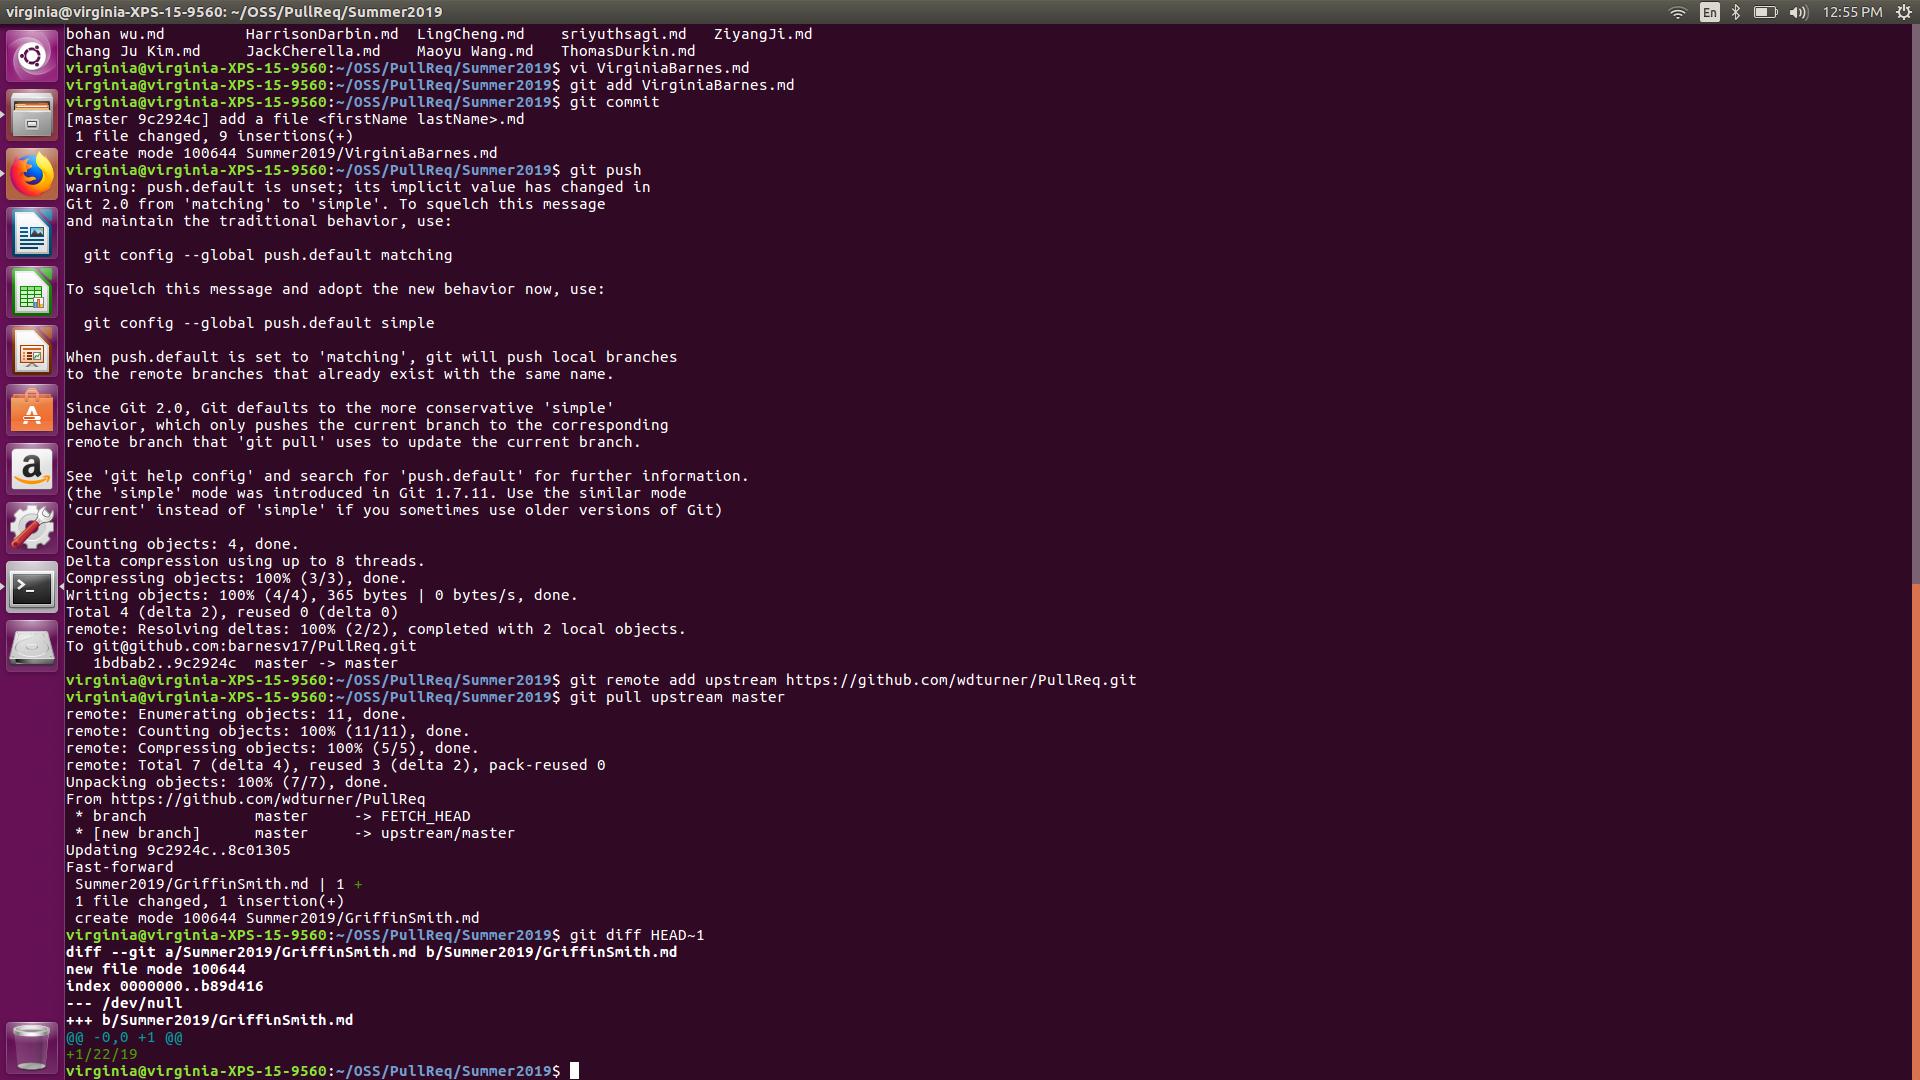 virginia@virginia-XPS-15-9560: ~/OSS/PullReq/Summer2019 En 12:55 PM
bohan wu.md         HarrisonDarbin.md  LingCheng.md    sriyuthsagi.md   ZiyangJi.md
Chang Ju Kim.md     JackCherella.md    Maoyu Wang.md   ThomasDurkin.md
virginia@virginia-XPS-15-9560:~/OSS/PullReq/Summer2019$ vi VirginiaBarnes.md
virginia@virginia-XPS-15-9560:~/OSS/PullReq/Summer2019$ git add VirginiaBarnes.md
virginia@virginia-XPS-15-9560:~/OSS/PullReq/Summer2019$ git commit
[master 9c2924c] add a file <firstName lastName>.md
 1 file changed, 9 insertions(+)
 create mode 100644 Summer2019/VirginiaBarnes.md
virginia@virginia-XPS-15-9560:~/OSS/PullReq/Summer2019$ git push
warning: push.default is unset; its implicit value has changed in
Git 2.0 from 'matching' to 'simple'. To squelch this message
and maintain the traditional behavior, use:
  git config --global push.default matching
To squelch this message and adopt the new behavior now, use:
  git config --global push.default simple
When push.default is set to 'matching', git will push local branches
to the remote branches that already exist with the same name.
Since Git 2.0, Git defaults to the more conservative 'simple'
behavior, which only pushes the current branch to the corresponding
remote branch that 'git pull' uses to update the current branch.
See 'git help config' and search for 'push.default' for further information.
(the 'simple' mode was introduced in Git 1.7.11. Use the similar mode
'current' instead of 'simple' if you sometimes use older versions of Git)
Counting objects: 4, done.
Delta compression using up to 8 threads.
Compressing objects: 100% (3/3), done.
Writing objects: 100% (4/4), 365 bytes | 0 bytes/s, done.
Total 4 (delta 2), reused 0 (delta 0)
remote: Resolving deltas: 100% (2/2), completed with 2 local objects.
To git@github.com:barnesv17/PullReq.git
   1bdbab2..9c2924c  master -> master
virginia@virginia-XPS-15-9560:~/OSS/PullReq/Summer2019$ git remote add upstream https://github.com/wdturner/PullReq.git
virginia@virginia-XPS-15-9560:~/OSS/PullReq/Summer2019$ git pull upstream master
remote: Enumerating objects: 11, done.
remote: Counting objects: 100% (11/11), done.
remote: Compressing objects: 100% (5/5), done.
remote: Total 7 (delta 4), reused 3 (delta 2), pack-reused 0
Unpacking objects: 100% (7/7), done.
From https://github.com/wdturner/PullReq
 * branch            master     -> FETCH_HEAD
 * [new branch]      master     -> upstream/master
Updating 9c2924c..8c01305
Fast-forward
 Summer2019/GriffinSmith.md | 1 +
 1 file changed, 1 insertion(+)
 create mode 100644 Summer2019/GriffinSmith.md
virginia@virginia-XPS-15-9560:~/OSS/PullReq/Summer2019$ git diff HEAD~1
diff --git a/Summer2019/GriffinSmith.md b/Summer2019/GriffinSmith.md
new file mode 100644
index 0000000..b89d416
--- /dev/null
+++ b/Summer2019/GriffinSmith.md
@@ -0,0 +1 @@
+1/22/19
virginia@virginia-XPS-15-9560:~/OSS/PullReq/Summer2019$